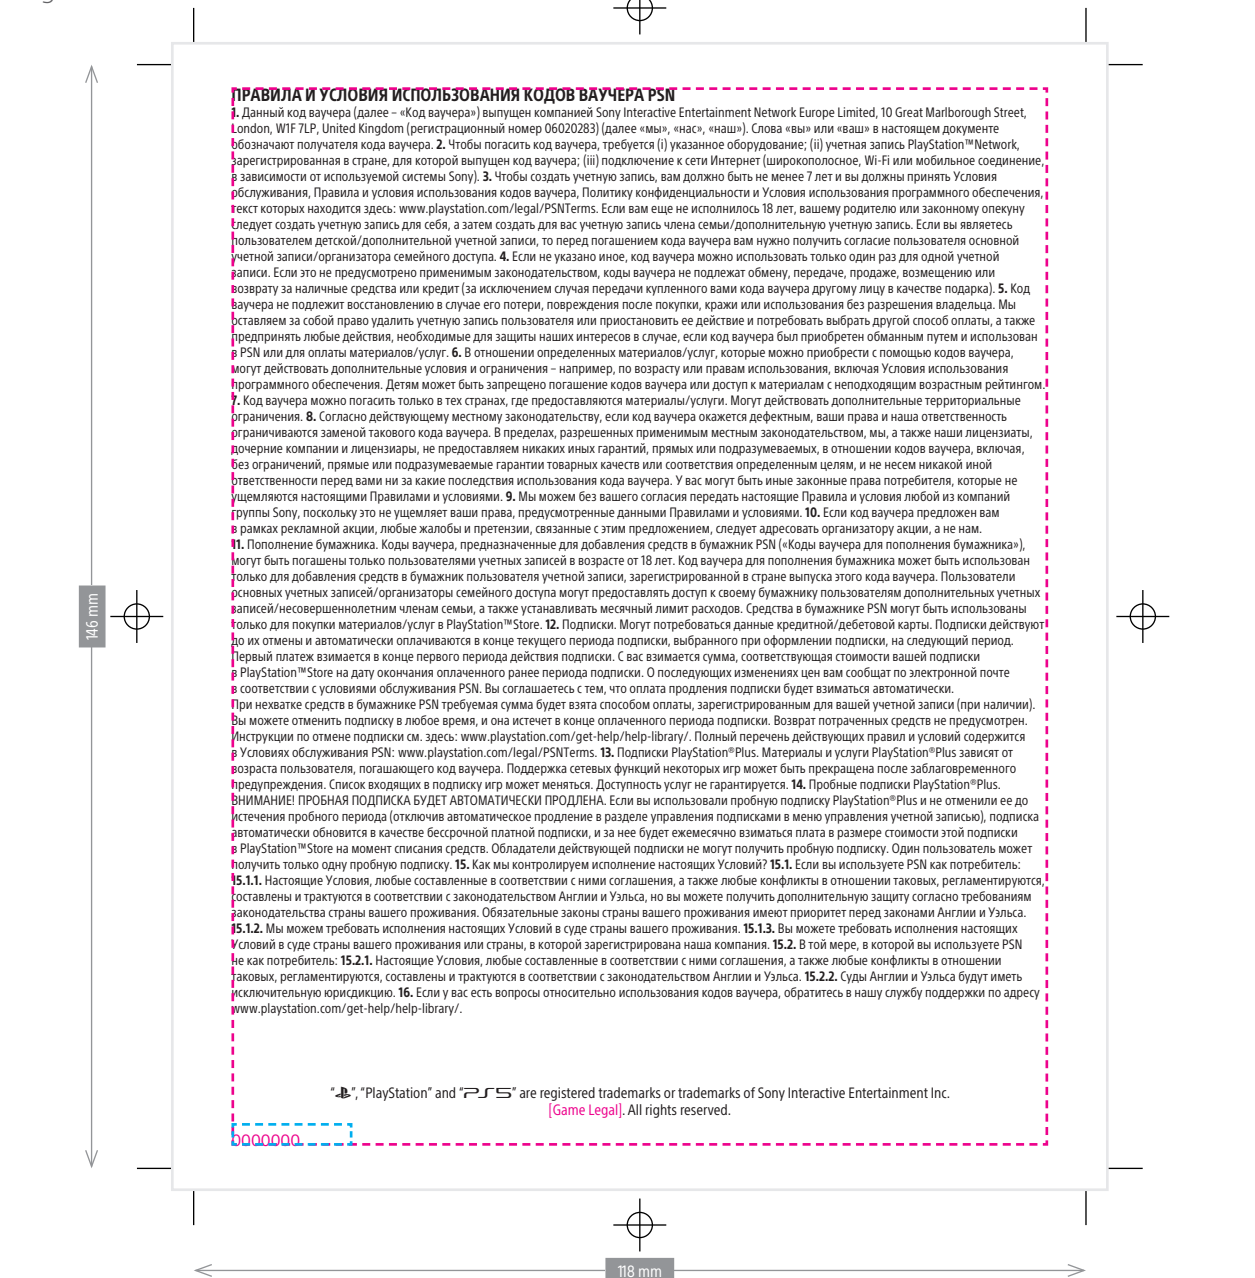 ПРАВИЛА И УСЛОВИЯ ИСПОЛЬЗОВАНИЯ КОДОВ ВАУЧЕРА PSN
1. Данный код ваучера (далее – «Код ваучера») выпущен компанией Sony Interactive Entertainment Network Europe Limited, 10 Great Marlborough Street,
London, W1F 7LP, United Kingdom (регистрационный номер 06020283) (далее «мы», «нас», «наш»). Слова «вы» или «ваш» в настоящем документе
обозначают получателя кода ваучера. 2. Чтобы погасить код ваучера, требуется (i) указанное оборудование; (ii) учетная запись PlayStation™Network,
зарегистрированная в стране, для которой выпущен код ваучера; (iii) подключение к сети Интернет (широкополосное, Wi-Fi или мобильное соединение,
в зависимости от используемой системы Sony). 3. Чтобы создать учетную запись, вам должно быть не менее 7 лет и вы должны принять Условия
обслуживания, Правила и условия использования кодов ваучера, Политику конфиденциальности и Условия использования программного обеспечения,
текст которых находится здесь: www.playstation.com/legal/PSNTerms. Если вам еще не исполнилось 18 лет, вашему родителю или законному опекуну
следует создать учетную запись для себя, а затем создать для вас учетную запись члена семьи/дополнительную учетную запись. Если вы являетесь
пользователем детской/дополнительной учетной записи, то перед погашением кода ваучера вам нужно получить согласие пользователя основной
учетной записи/организатора семейного доступа. 4. Если не указано иное, код ваучера можно использовать только один раз для одной учетной
записи. Если это не предусмотрено применимым законодательством, коды ваучера не подлежат обмену, передаче, продаже, возмещению или
возврату за наличные средства или кредит (за исключением случая передачи купленного вами кода ваучера другому лицу в качестве подарка). 5. Код
ваучера не подлежит восстановлению в случае его потери, повреждения после покупки, кражи или использования без разрешения владельца. Мы
оставляем за собой право удалить учетную запись пользователя или приостановить ее действие и потребовать выбрать другой способ оплаты, а также
предпринять любые действия, необходимые для защиты наших интересов в случае, если код ваучера был приобретен обманным путем и использован
в PSN или для оплаты материалов/услуг. 6. В отношении определенных материалов/услуг, которые можно приобрести с помощью кодов ваучера,
могут действовать дополнительные условия и ограничения – например, по возрасту или правам использования, включая Условия использования
программного обеспечения. Детям может быть запрещено погашение кодов ваучера или доступ к материалам с неподходящим возрастным рейтингом.
7. Код ваучера можно погасить только в тех странах, где предоставляются материалы/услуги. Могут действовать дополнительные территориальные
ограничения. 8. Согласно действующему местному законодательству, если код ваучера окажется дефектным, ваши права и наша ответственность
ограничиваются заменой такового кода ваучера. В пределах, разрешенных применимым местным законодательством, мы, а также наши лицензиаты,
дочерние компании и лицензиары, не предоставляем никаких иных гарантий, прямых или подразумеваемых, в отношении кодов ваучера, включая,
без ограничений, прямые или подразумеваемые гарантии товарных качеств или соответствия определенным целям, и не несем никакой иной
ответственности перед вами ни за какие последствия использования кода ваучера. У вас могут быть иные законные права потребителя, которые не
ущемляются настоящими Правилами и условиями. 9. Мы можем без вашего согласия передать настоящие Правила и условия любой из компаний
группы Sony, поскольку это не ущемляет ваши права, предусмотренные данными Правилами и условиями. 10. Если код ваучера предложен вам
в рамках рекламной акции, любые жалобы и претензии, связанные с этим предложением, следует адресовать организатору акции, а не нам.
11. Пополнение бумажника. Коды ваучера, предназначенные для добавления средств в бумажник PSN («Коды ваучера для пополнения бумажника»),
могут быть погашены только пользователями учетных записей в возрасте от 18 лет. Код ваучера для пополнения бумажника может быть использован
только для добавления средств в бумажник пользователя учетной записи, зарегистрированной в стране выпуска этого кода ваучера. Пользователи
основных учетных записей/организаторы семейного доступа могут предоставлять доступ к своему бумажнику пользователям дополнительных учетных
записей/несовершеннолетним членам семьи, а также устанавливать месячный лимит расходов. Средства в бумажнике PSN могут быть использованы
только для покупки материалов/услуг в PlayStation™Store. 12. Подписки. Могут потребоваться данные кредитной/дебетовой карты. Подписки действуют
до их отмены и автоматически оплачиваются в конце текущего периода подписки, выбранного при оформлении подписки, на следующий период.
Первый платеж взимается в конце первого периода действия подписки. С вас взимается сумма, соответствующая стоимости вашей подписки
в PlayStation™Store на дату окончания оплаченного ранее периода подписки. О последующих изменениях цен вам сообщат по электронной почте
в соответствии с условиями обслуживания PSN. Вы соглашаетесь с тем, что оплата продления подписки будет взиматься автоматически.
При нехватке средств в бумажнике PSN требуемая сумма будет взята способом оплаты, зарегистрированным для вашей учетной записи (при наличии).
Вы можете отменить подписку в любое время, и она истечет в конце оплаченного периода подписки. Возврат потраченных средств не предусмотрен.
Инструкции по отмене подписки см. здесь: www.playstation.com/get-help/help-library/. Полный перечень действующих правил и условий содержится
в Условиях обслуживания PSN: www.playstation.com/legal/PSNTerms. 13. Подписки PlayStation®Plus. Материалы и услуги PlayStation®Plus зависят от
возраста пользователя, погашающего код ваучера. Поддержка сетевых функций некоторых игр может быть прекращена после заблаговременного
предупреждения. Список входящих в подписку игр может меняться. Доступность услуг не гарантируется. 14. Пробные подписки PlayStation®Plus.
ВНИМАНИЕ! ПРОБНАЯ ПОДПИСКА БУДЕТ АВТОМАТИЧЕСКИ ПРОДЛЕНА. Если вы использовали пробную подписку PlayStation®Plus и не отменили ее до
истечения пробного периода (отключив автоматическое продление в разделе управления подписками в меню управления учетной записью), подписка
автоматически обновится в качестве бессрочной платной подписки, и за нее будет ежемесячно взиматься плата в размере стоимости этой подписки
в PlayStation™Store на момент списания средств. Обладатели действующей подписки не могут получить пробную подписку. Один пользователь может
получить только одну пробную подписку. 15. Как мы контролируем исполнение настоящих Условий? 15.1. Если вы используете PSN как потребитель:
15.1.1. Настоящие Условия, любые составленные в соответствии с ними соглашения, а также любые конфликты в отношении таковых, регламентируются,
составлены и трактуются в соответствии с законодательством Англии и Уэльса, но вы можете получить дополнительную защиту согласно требованиям
законодательства страны вашего проживания. Обязательные законы страны вашего проживания имеют приоритет перед законами Англии и Уэльса.
15.1.2. Мы можем требовать исполнения настоящих Условий в суде страны вашего проживания. 15.1.3. Вы можете требовать исполнения настоящих
Условий в суде страны вашего проживания или страны, в которой зарегистрирована наша компания. 15.2. В той мере, в которой вы используете PSN
не как потребитель: 15.2.1. Настоящие Условия, любые составленные в соответствии с ними соглашения, а также любые конфликты в отношении
таковых, регламентируются, составлены и трактуются в соответствии с законодательством Англии и Уэльса. 15.2.2. Суды Англии и Уэльса будут иметь
исключительную юрисдикцию. 16. Если у вас есть вопросы относительно использования кодов ваучера, обратитесь в нашу службу поддержки по адресу
www.playstation.com/get-help/help-library/.
146 mm
“ ”, “PlayStation” and “PS5” are registered trademarks or trademarks of Sony Interactive Entertainment Inc.
[Game Legal]. All rights reserved.
0000000
118 mm